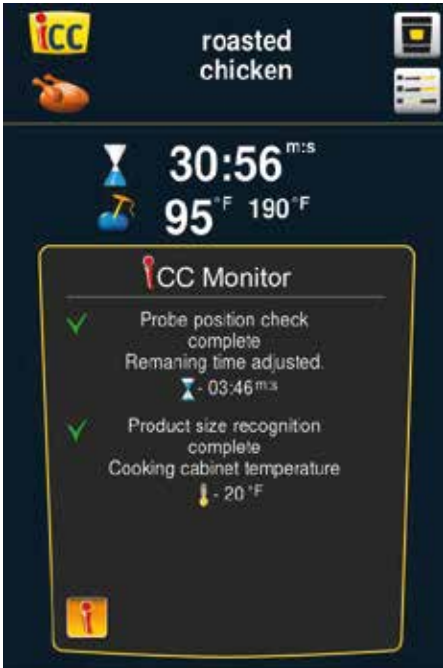 iCC
roasted
chicken
30:56 m:s
95°F 190°F
iCC Monitor
Probe position check
complete
Remaning time adjusted.
- 03:46 m:s
Product size recognition
complete
Cooking cabinet temperature
- 20 °F
i